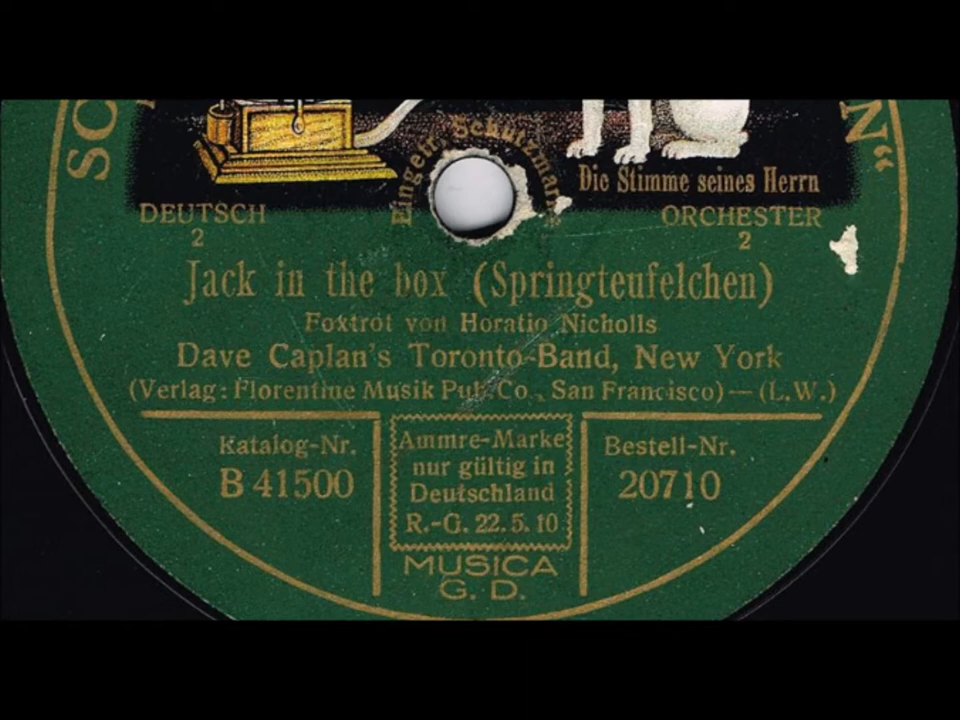 Eingetr. Schutzmarke
Die Stimme seines Herrn
DEUTSCH
2
ORCHESTER
2
Jack in the box (Springteufelchen)
Foxtrot von Horatio Nicholls
Dave Caplan's Toronto-Band, New York
(Verlag: Florentine Musik Pub. Co., San Francisco) — (L.W.)
Katalog-Nr.
B 41500
Ammre-Marke
nur gültig in
Deutschland
R.-G. 22. 5. 10
Bestell-Nr.
20710
MUSICA
G. D.